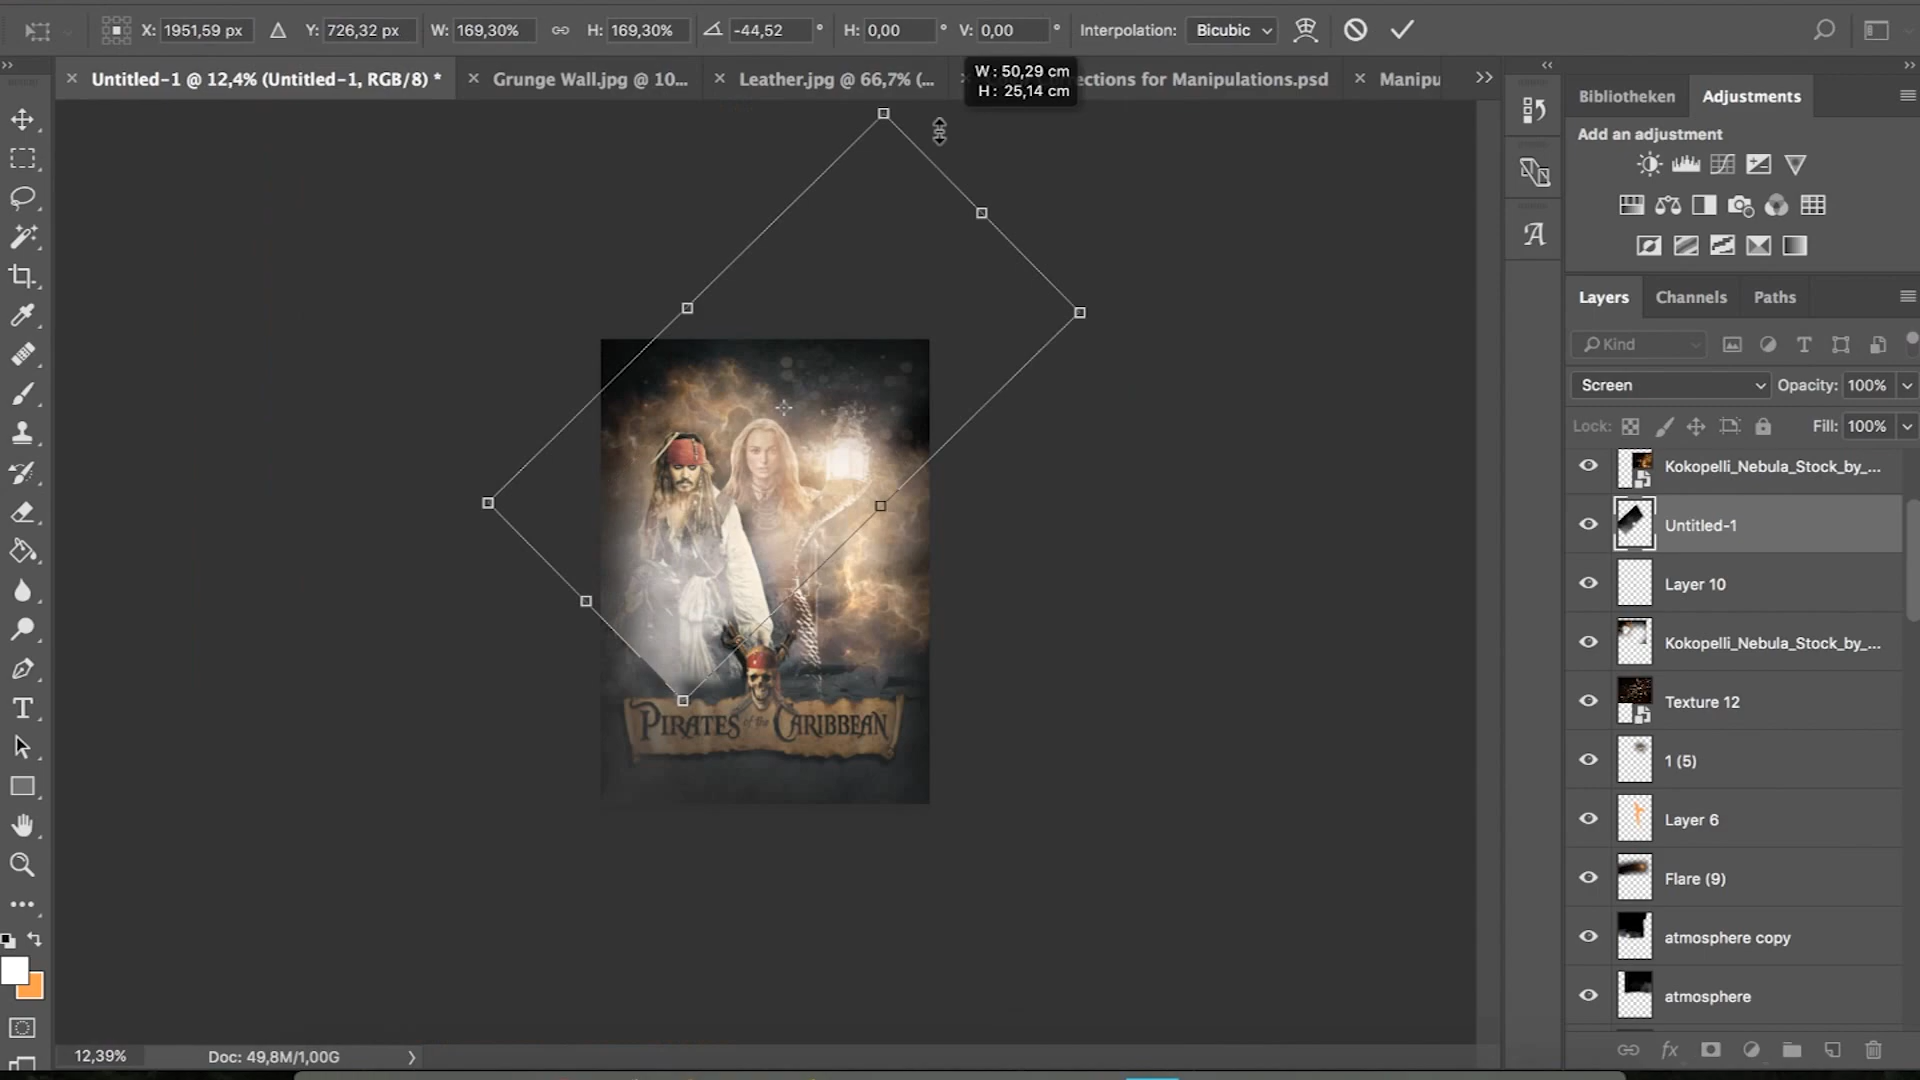 X: 1951,59 px Y: 726,32 px W: 169,30% H: 169,30% -44,52 ° H: 0,00 ° V: 0,00 ° Interpolation: Bicubic
Untitled-1 @ 12,4% (Untitled-1, RGB/8) * Grunge Wall.jpg @ 10... Leather.jpg @ 66,7% (... ections for Manipulations.psd Manipu
W : 50,29 cm
H : 25,14 cm
Bibliotheken Adjustments
Add an adjustment
Layers Channels Paths
Kind
Screen Opacity: 100%
Lock: Fill: 100%
Kokopelli_Nebula_Stock_by_...
Untitled-1
Layer 10
Kokopelli_Nebula_Stock_by_...
Texture 12
1 (5)
Layer 6
Flare (9)
atmosphere copy
atmosphere
fx
PIRATES of the CARIBBEAN
12,39% Doc: 49,8M/1,00G